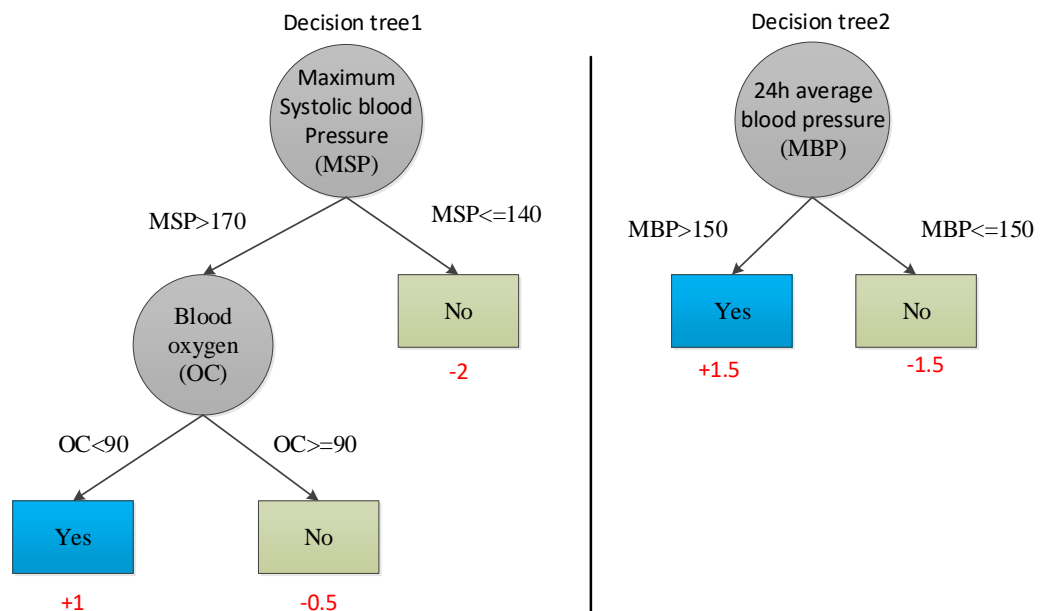 Decision tree1
Maximum
Systolic blood
Pressure
(MSP)
MSP>170
MSP<=140
Blood
oxygen
(OC)
No
-2
OC<90
OC>=90
Yes
No
+1
-0.5
Decision tree2
24h average
blood pressure
(MBP)
MBP>150
MBP<=150
Yes
No
+1.5
-1.5